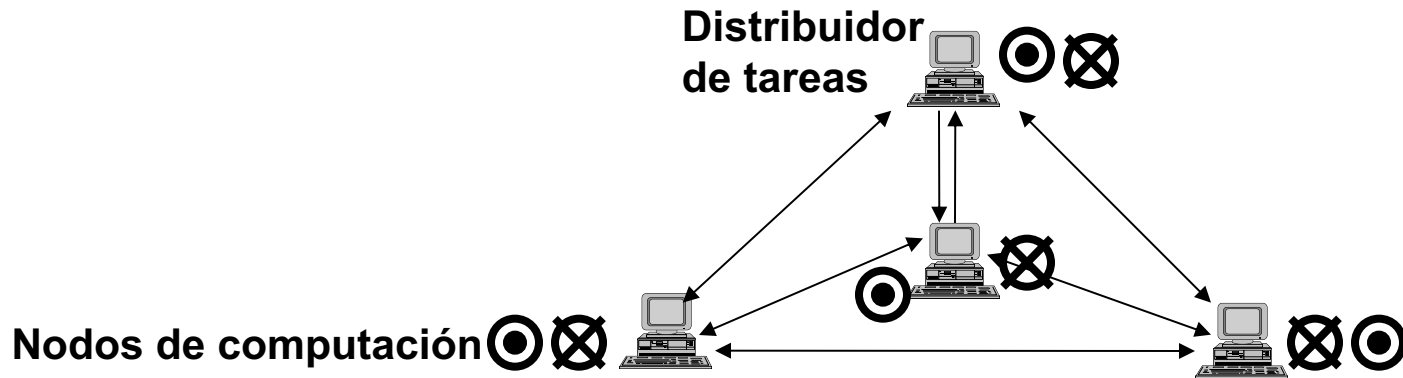 Distribuidor
de tareas
Nodos de computación